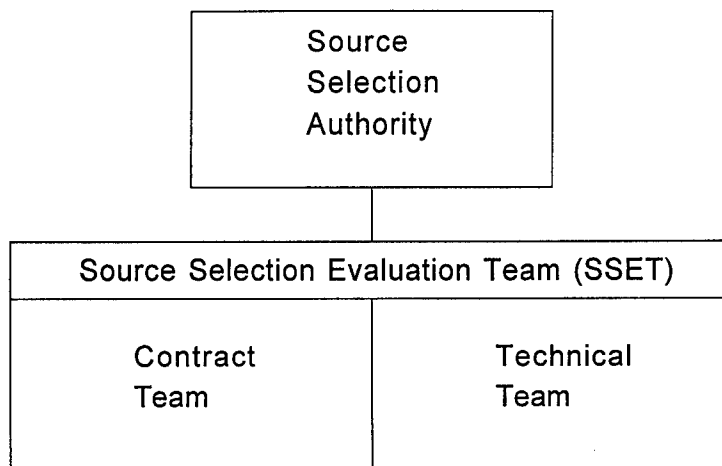 Source
Selection
Authority
Source Selection Evaluation Team (SSET)
Contract
Team
Technical
Team